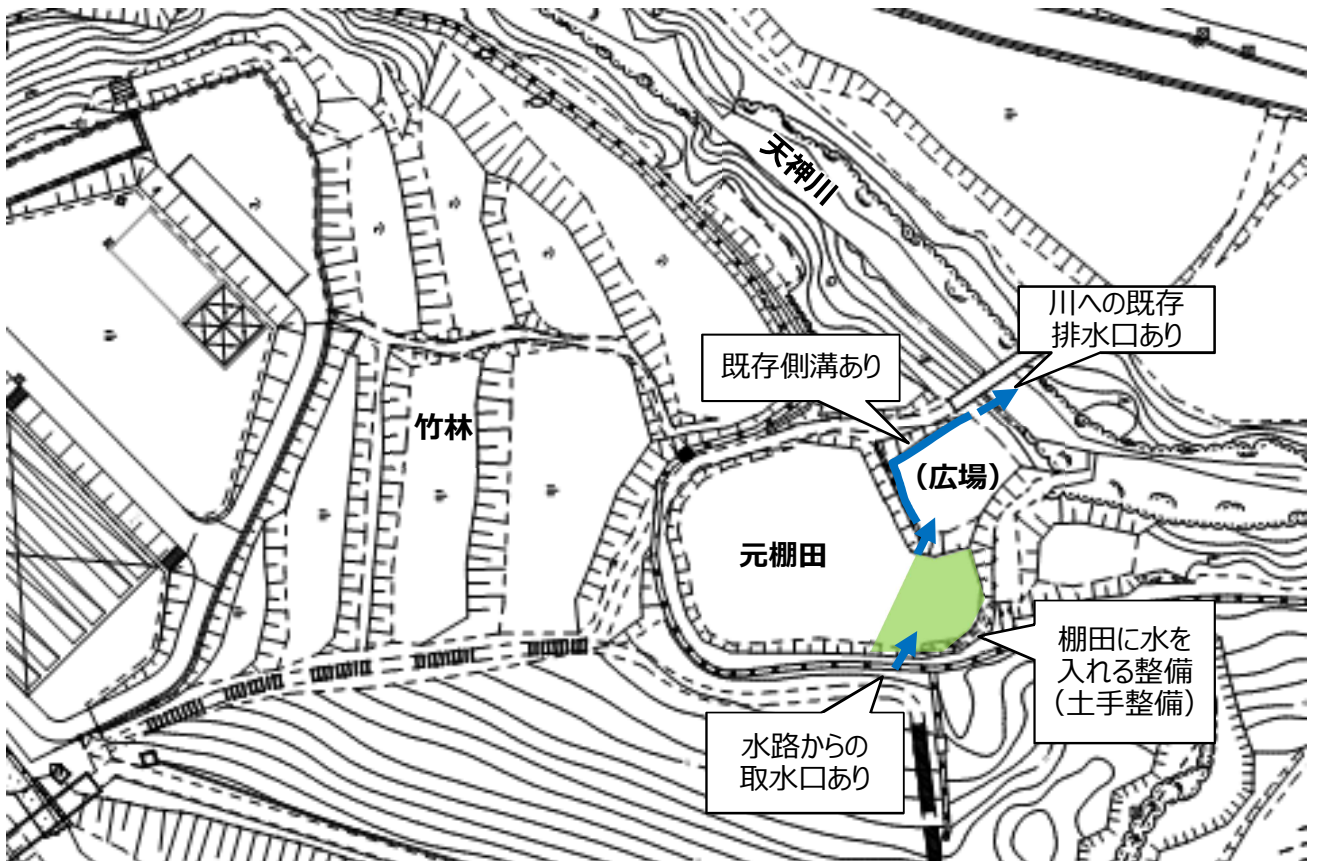 天神川
川への既存
排水口あり
既存側溝あり
竹林
（広場）
元棚田
棚田に水を
入れる整備
（土手整備）
水路からの
取水口あり